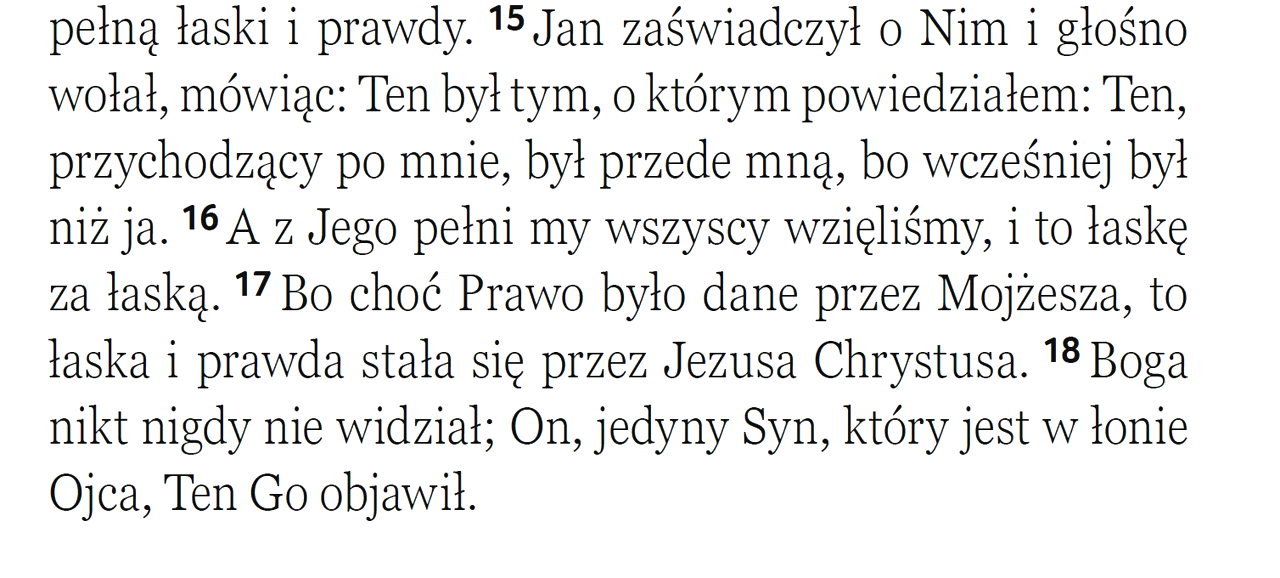 pełną łaski i prawdy. 15 Jan zaświadczył o Nim i głośno
wołał, mówiąc: Ten był tym, o którym powiedziałem: Ten,
przychodzący po mnie, był przede mną, bo wcześniej był
niż ja. 16 A z Jego pełni my wszyscy wzięliśmy, i to łaskę
za łaską. 17 Bo choć Prawo było dane przez Mojżesza, to
łaska i prawda stała się przez Jezusa Chrystusa. 18 Boga
nikt nigdy nie widział; On, jedyny Syn, który jest w łonie
Ojca, Ten Go objawił.